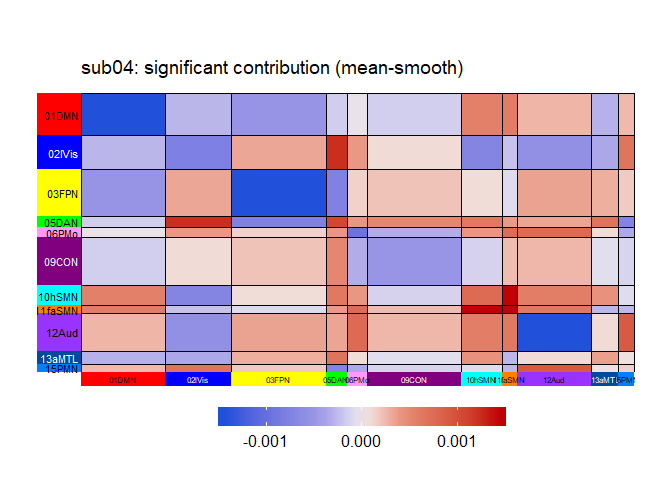 sub04: significant contribution (mean-smooth)
01DMN
02lVis
03FPN
05DAN
06PMo
09CON
10hSMN
11faSMN
12Aud
13aMTL
15PMN
01DMN 02lVis 03FPN 05DAN 06PMo 09CON 10hSMN 11faSMN 12Aud 13aMTL 15PMN
-0.001 0.000 0.001